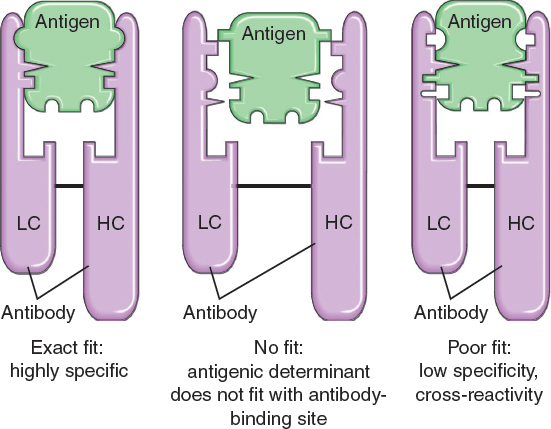 Antigen
LC
HC
Antibody
Exact fit:
highly specific
Antigen
LC
HC
Antibody
No fit:
antigenic determinant
does not fit with antibody-
binding site
Antigen
LC
HC
Antibody
Poor fit:
low specificity,
cross-reactivity